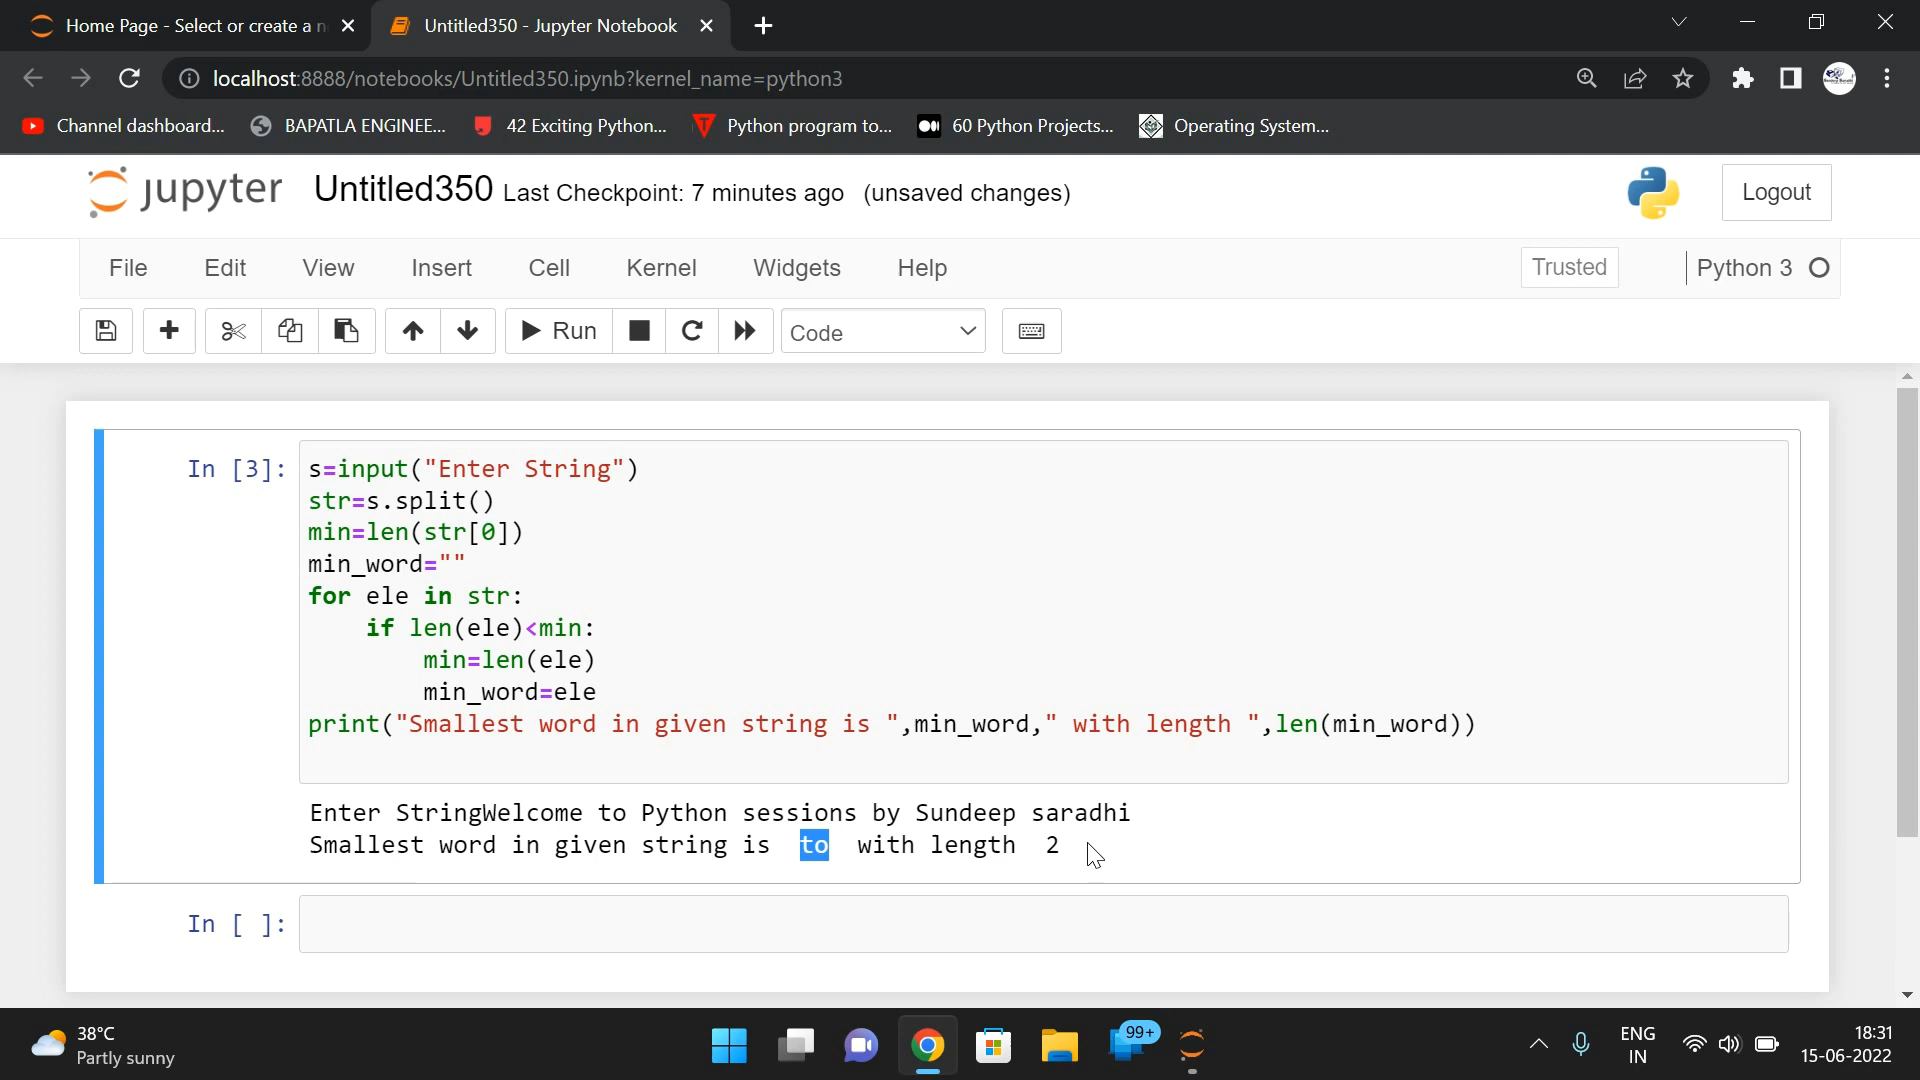 Home Page - Select or create a n
Untitled350 - Jupyter Notebook
localhost:8888/notebooks/Untitled350.ipynb?kernel_name=python3
Channel dashboard...
BAPATLA ENGINEE...
42 Exciting Python...
Python program to...
60 Python Projects...
Operating System...
jupyter
Untitled350 Last Checkpoint: 7 minutes ago (unsaved changes)
Logout
File Edit View Insert Cell Kernel Widgets Help
Trusted
Python 3
Run
Code
In [3]:
s=input("Enter String")
str=s.split()
min=len(str[0])
min_word=""
for ele in str:
    if len(ele)<min:
        min=len(ele)
        min_word=ele
print("Smallest word in given string is ",min_word," with length ",len(min_word))
Enter StringWelcome to Python sessions by Sundeep saradhi
Smallest word in given string is  to  with length  2
In [ ]:
38°C
Partly sunny
99+
ENG
IN
18:31
15-06-2022